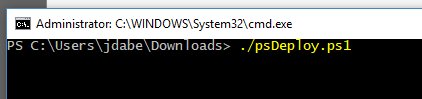 Administrator: C:\WINDOWS\System32\cmd.exe
PS C:\Users\jdabe\Downloads> ./psDeploy.ps1